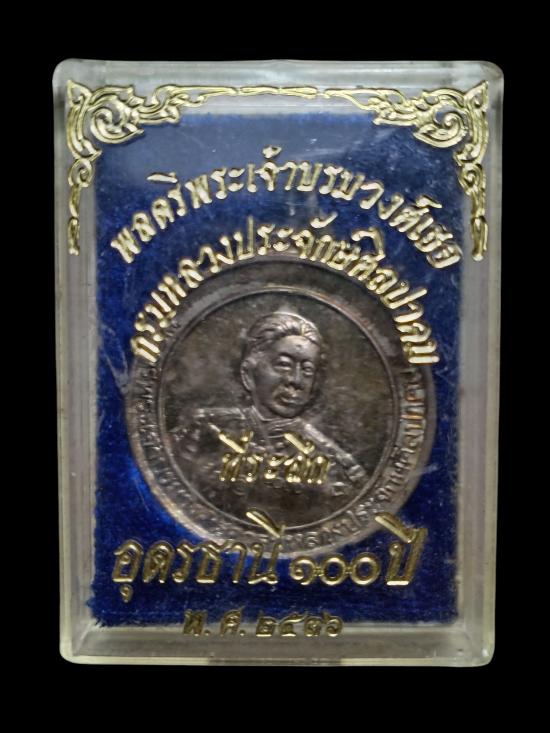 พลตรีพระเจ้าบรมวงศ์เธอ
กรมหลวงประจักษ์ศิลปาคม
ที่ระลึก
อุดรธานี ๑๐๐ ปี
พ.ศ. ๒๕๓๖